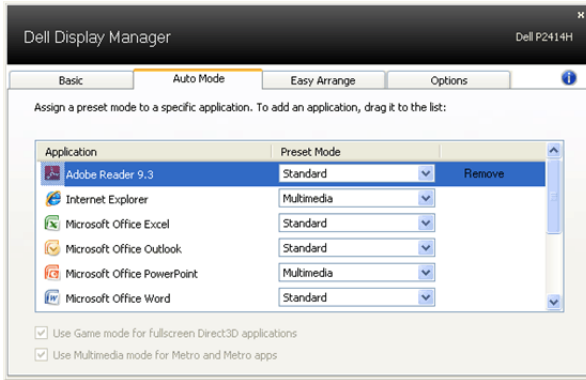 Dell Display Manager
Dell P2414H
Basic Auto Mode Easy Arrange Options
Assign a preset mode to a specific application. To add an application, drag it to the list:
Application Preset Mode
Adobe Reader 9.3 Standard Remove
Internet Explorer Multimedia
Microsoft Office Excel Standard
Microsoft Office Outlook Standard
Microsoft Office PowerPoint Multimedia
Microsoft Office Word Standard
Use Game mode for fullscreen Direct3D applications
Use Multimedia mode for Metro and Metro apps